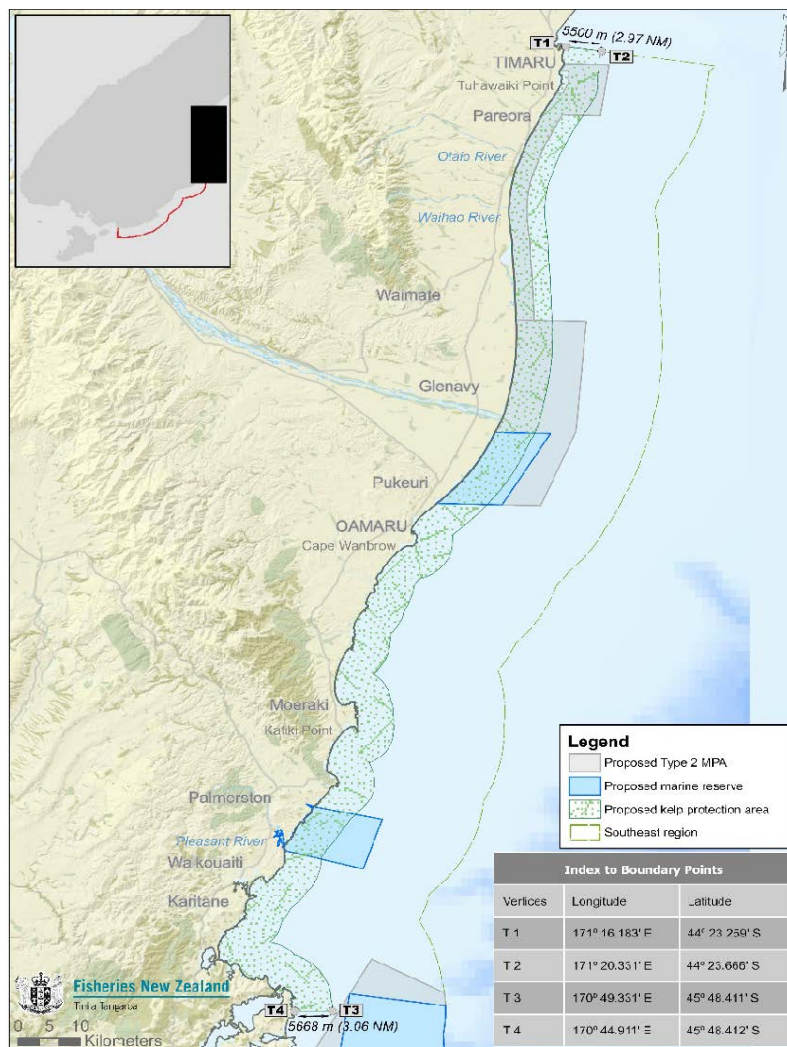 5500 m (2.97 NM)
T1
T2
TIMARU
Tuhawaiki Point
Pareora
Otaio River
Waihao River
Waimate
Glenavy
Pukeuri
OAMARU
Cape Wanbrow
Moeraki
Katiki Point
Palmerston
Pleasant River
Waikouaiti
Karitane
T4
T3
5668 m (3.06 NM)
Legend
Proposed Type 2 MPA
Proposed marine reserve
Proposed kelp protection area
Southeast region
Index to Boundary Points
Vertices Longitude Latitude
T 1 171° 16.183' E 44° 23.259' S
T 2 171° 20.331' E 44° 23.666' S
T 3 170° 49.331' E 45° 48.411' S
T 4 170° 44.911' E 45° 48.412' S
Fisheries New Zealand
Tini a Tangaroa
0 5 10
Kilometers